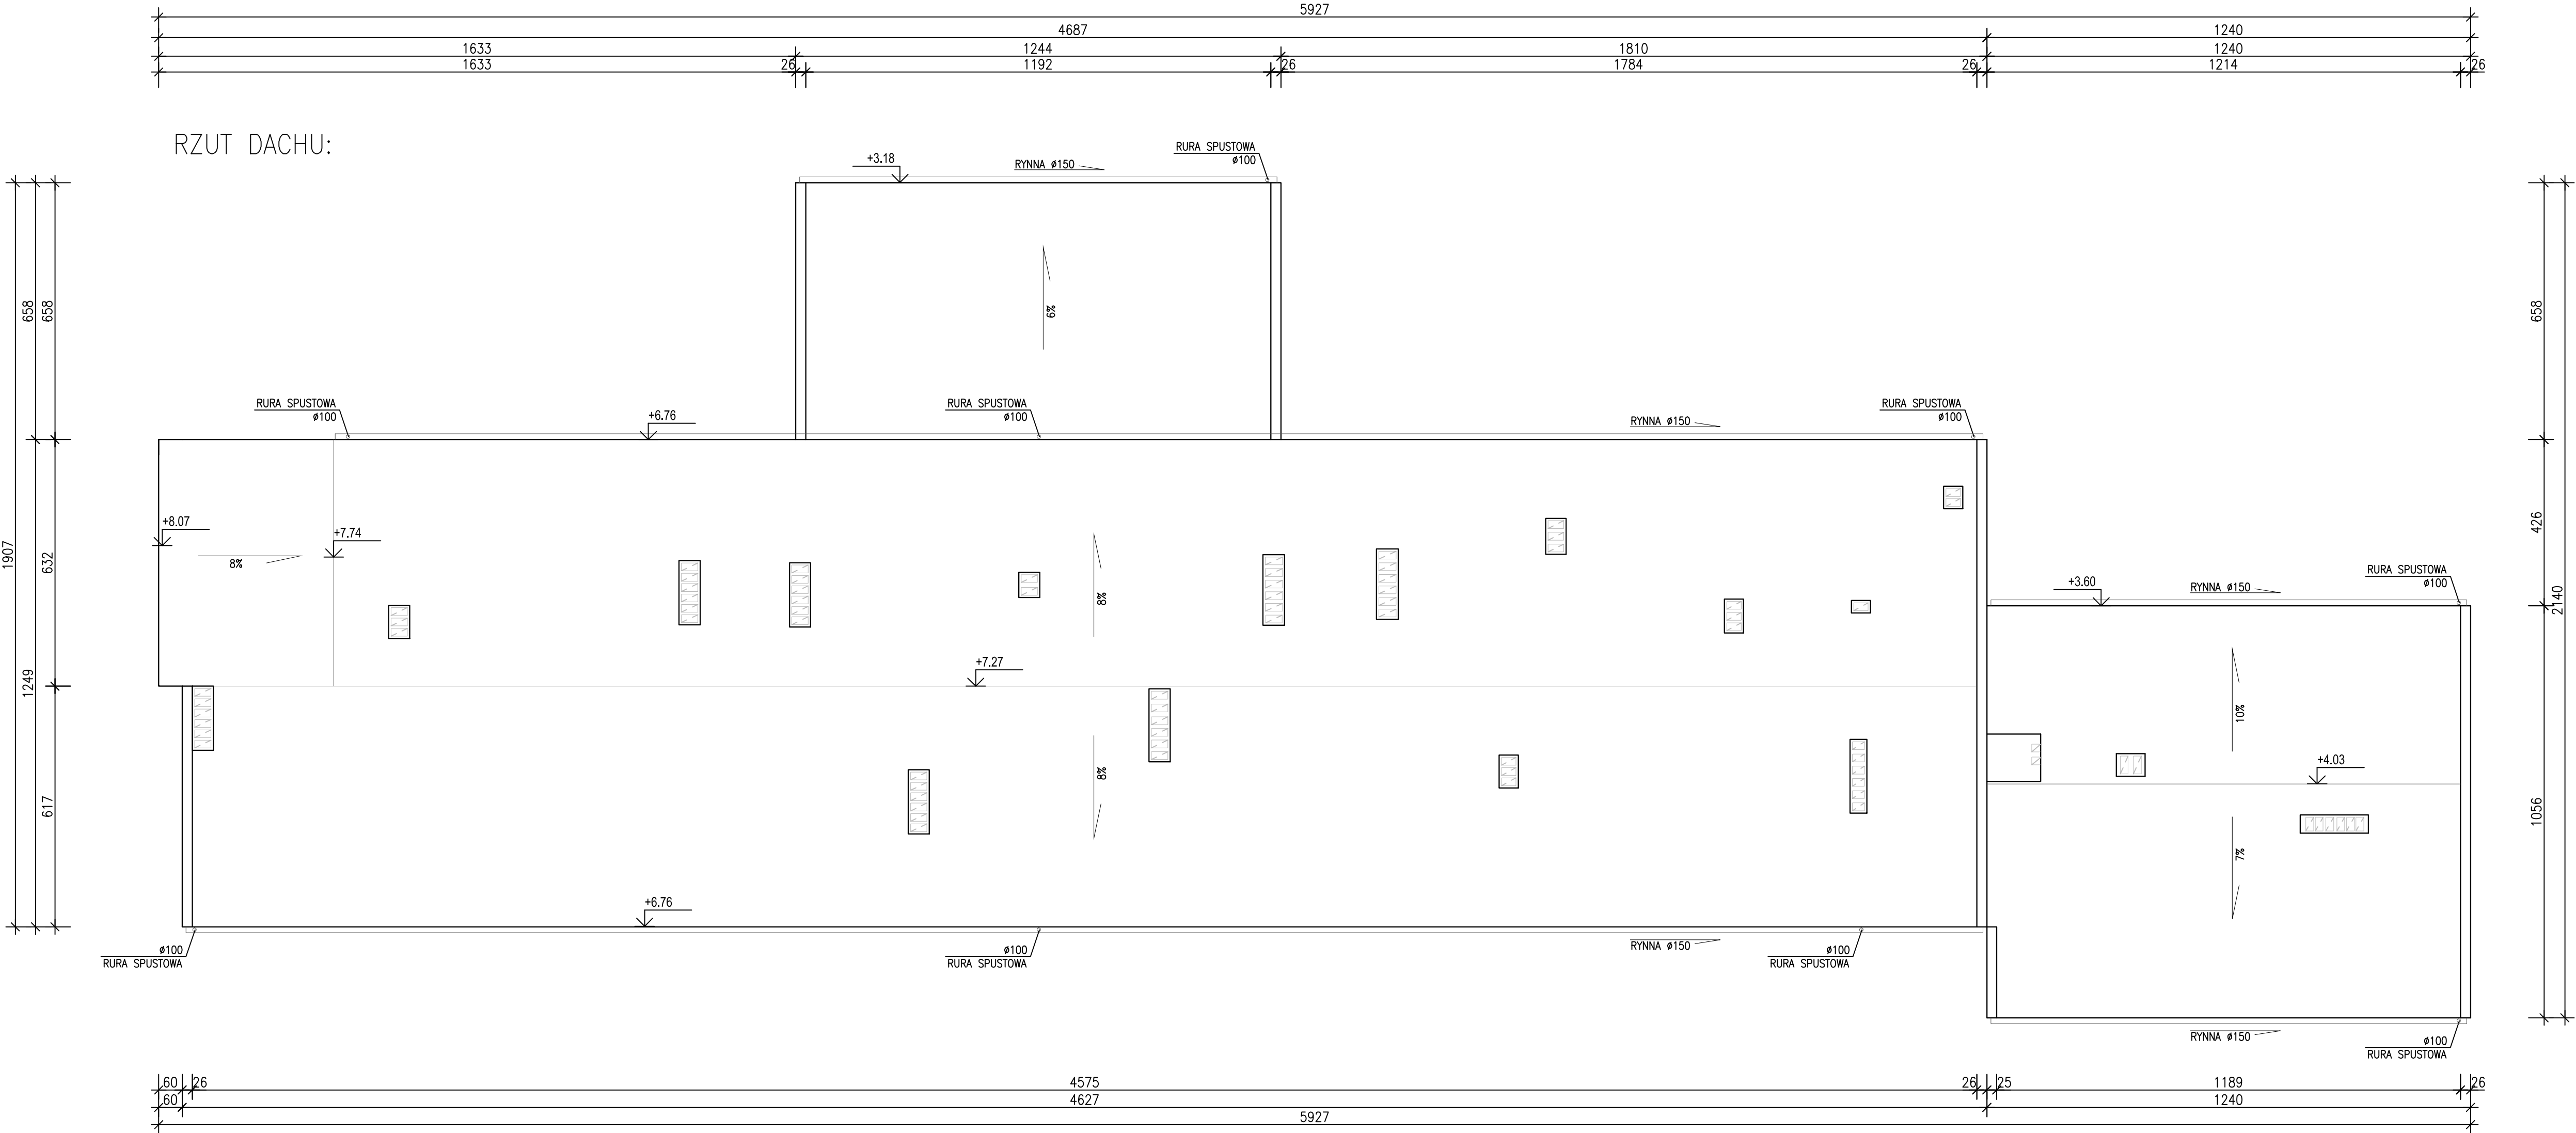 5927
4687 1240
1633 1244 1810 1240
1633 26 1192 26 1784 26 1214 26
RZUT DACHU:
+3.18
RYNNA ø150
RURA SPUSTOWA
ø100
658
658
658
6%
RURA SPUSTOWA
ø100
+6.76
RURA SPUSTOWA
ø100
RYNNA ø150
RURA SPUSTOWA
ø100
1907
1249
632
617
426
2140
1056
+8.07
8%
+7.74
8%
+7.27
8%
+3.60
RYNNA ø150
RURA SPUSTOWA
ø100
10%
+4.03
7%
+6.76
ø100
RURA SPUSTOWA
ø100
RURA SPUSTOWA
RYNNA ø150
ø100
RURA SPUSTOWA
RYNNA ø150
ø100
RURA SPUSTOWA
60 26 4575 26 25 1189 26
60 4627 1240
5927